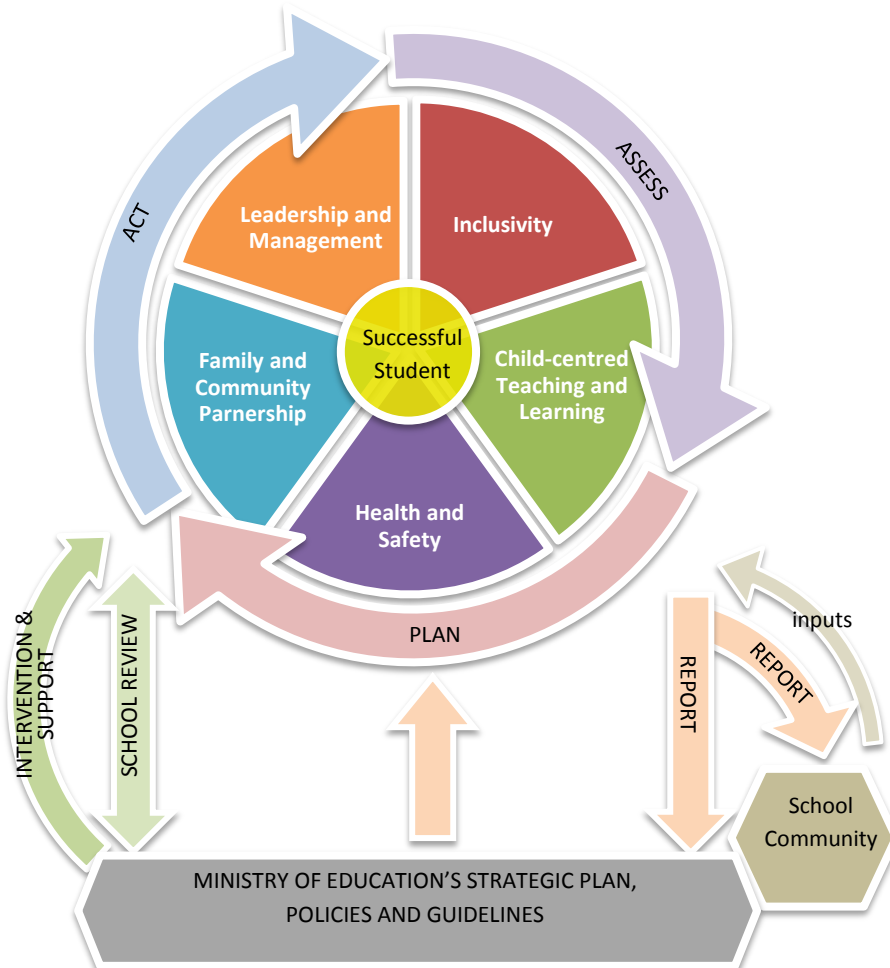 ACT
ASSESS
Leadership and
Management
Inclusivity
Successful
Student
Family and
Community
Parnership
Child-centred
Teaching and
Learning
Health and
Safety
PLAN
INTERVENTION &
SUPPORT
SCHOOL REVIEW
REPORT
REPORT
inputs
School
Community
MINISTRY OF EDUCATION’S STRATEGIC PLAN,
POLICIES AND GUIDELINES